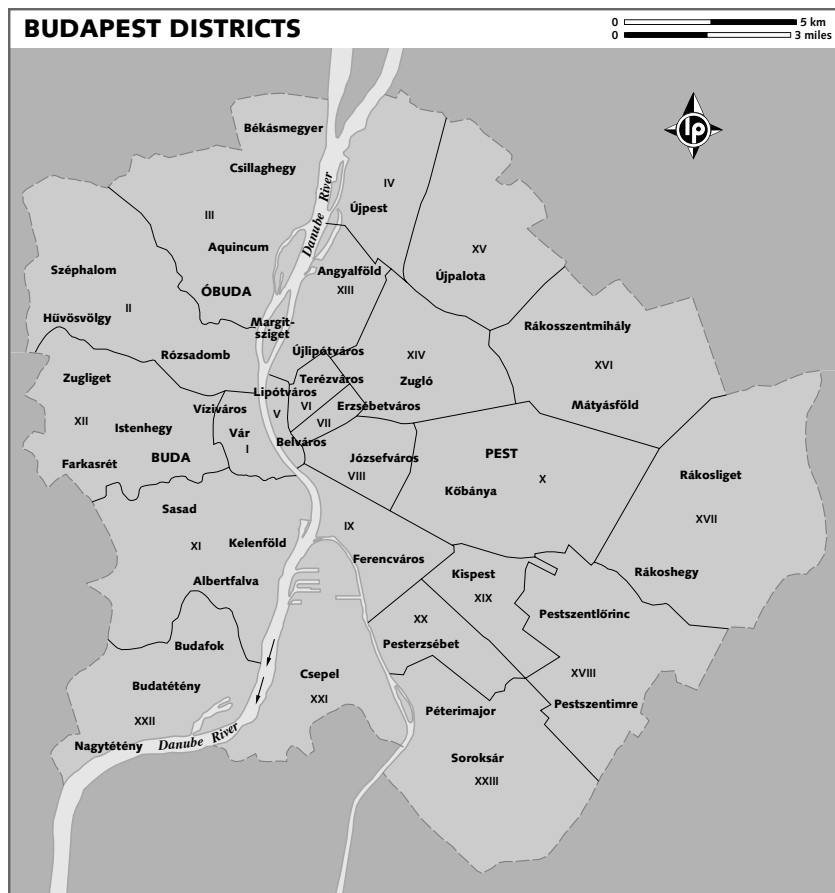 BUDAPEST DISTRICTS
0 5 km
0 3 miles
lp
Békásmegyer
Csillaghegy
IV
III
Újpest
Danube River
XV
Aquincum
Újpalota
Széphalom
Angyalföld
XIII
ÓBUDA
II
Hüvösvölgy
Margit-
sziget
Rákosszentmihály
Rózsadomb
Újlipótváros
XIV
XVI
Zugliget
Terézváros
Zugló
Lipótváros
Mátyásföld
Víziváros
V
VI
Erzsébetváros
XII
Istenhegy
VII
Vár
I
Belváros
Farkasrét
BUDA
Józsefváros
VIII
PEST
X
Kőbánya
Rákosliget
Sasad
XVII
IX
XI
Kelenföld
Ferencváros
Kispest
Rákoshegy
Albertfalva
XIX
Pestszentlőrinc
XX
Budafok
Pesterzsébet
Csepel
XVIII
Budatétény
XXI
Pestszentimre
XXII
Péterimajor
Nagytétény
Danube River
Soroksár
XXIII